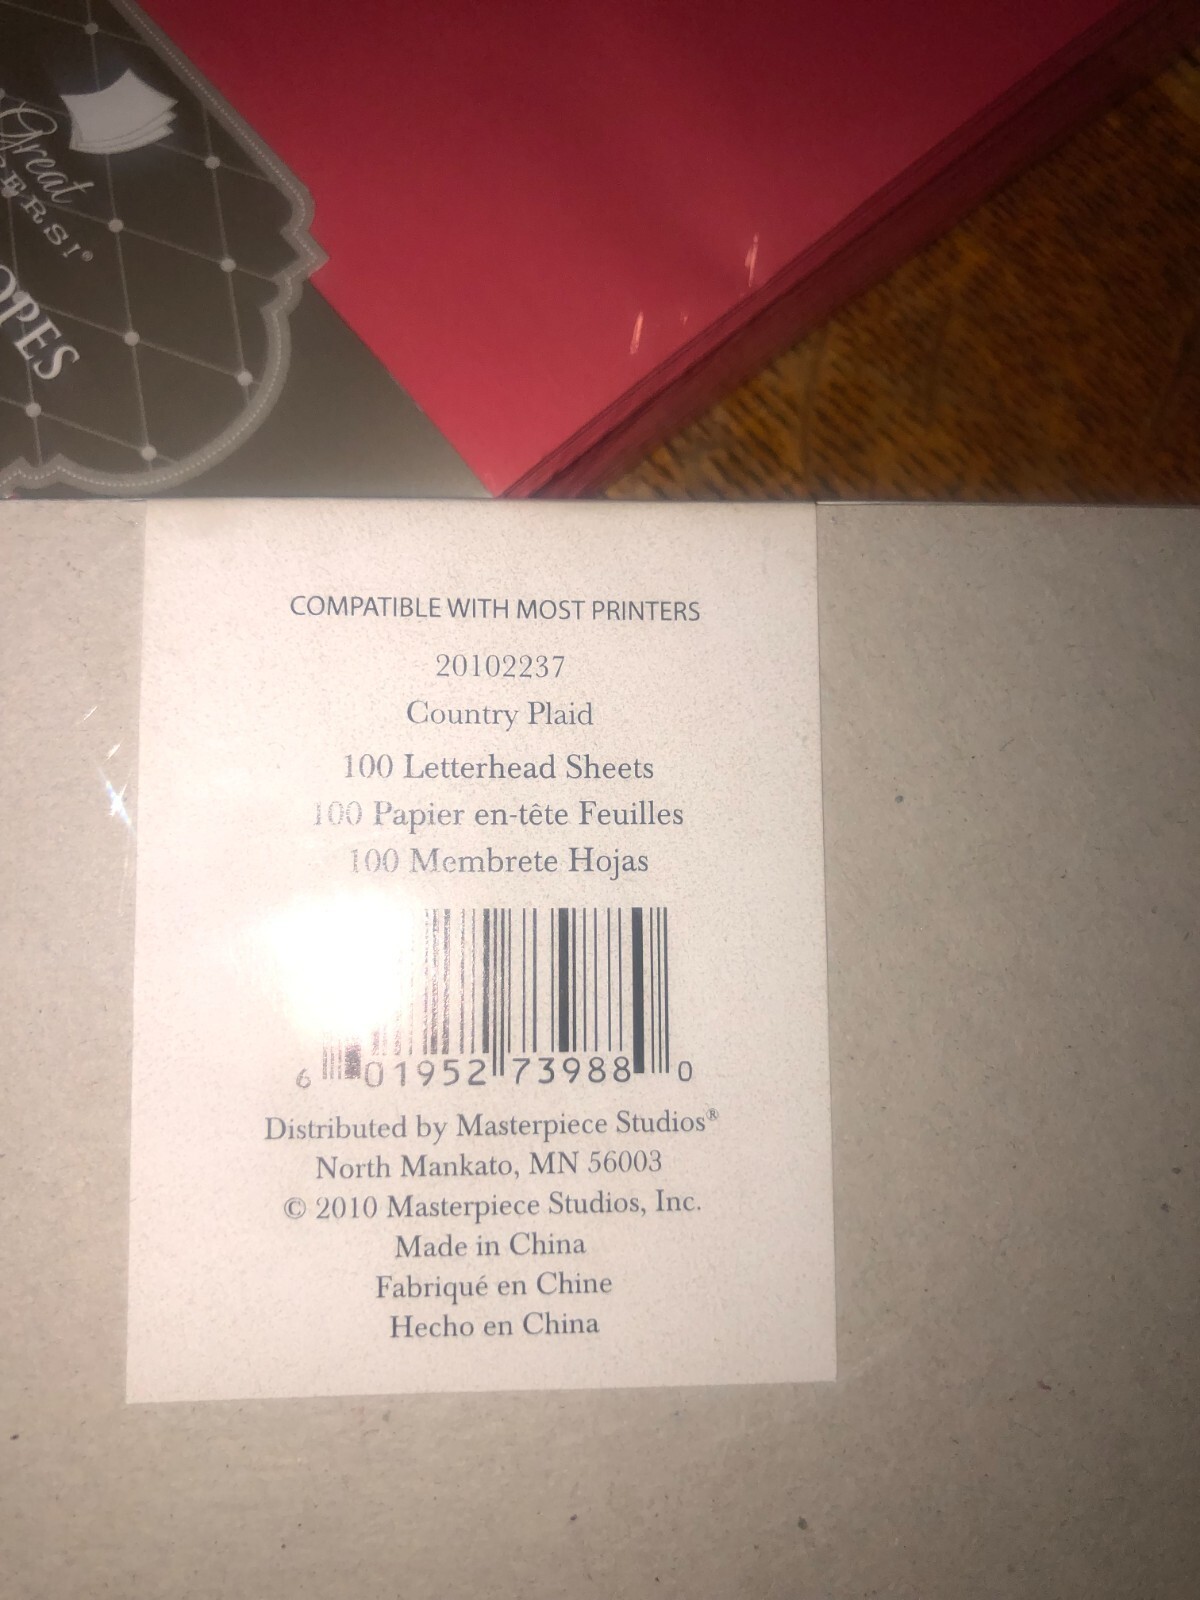 Great
ERS!®
OPES
COMPATIBLE WITH MOST PRINTERS
20102237
Country Plaid
100 Letterhead Sheets
100 Papier en-tête Feuilles
100 Membrete Hojas
6 01952 73988 0
Distributed by Masterpiece Studios®
North Mankato, MN 56003
© 2010 Masterpiece Studios, Inc.
Made in China
Fabriqué en Chine
Hecho en China